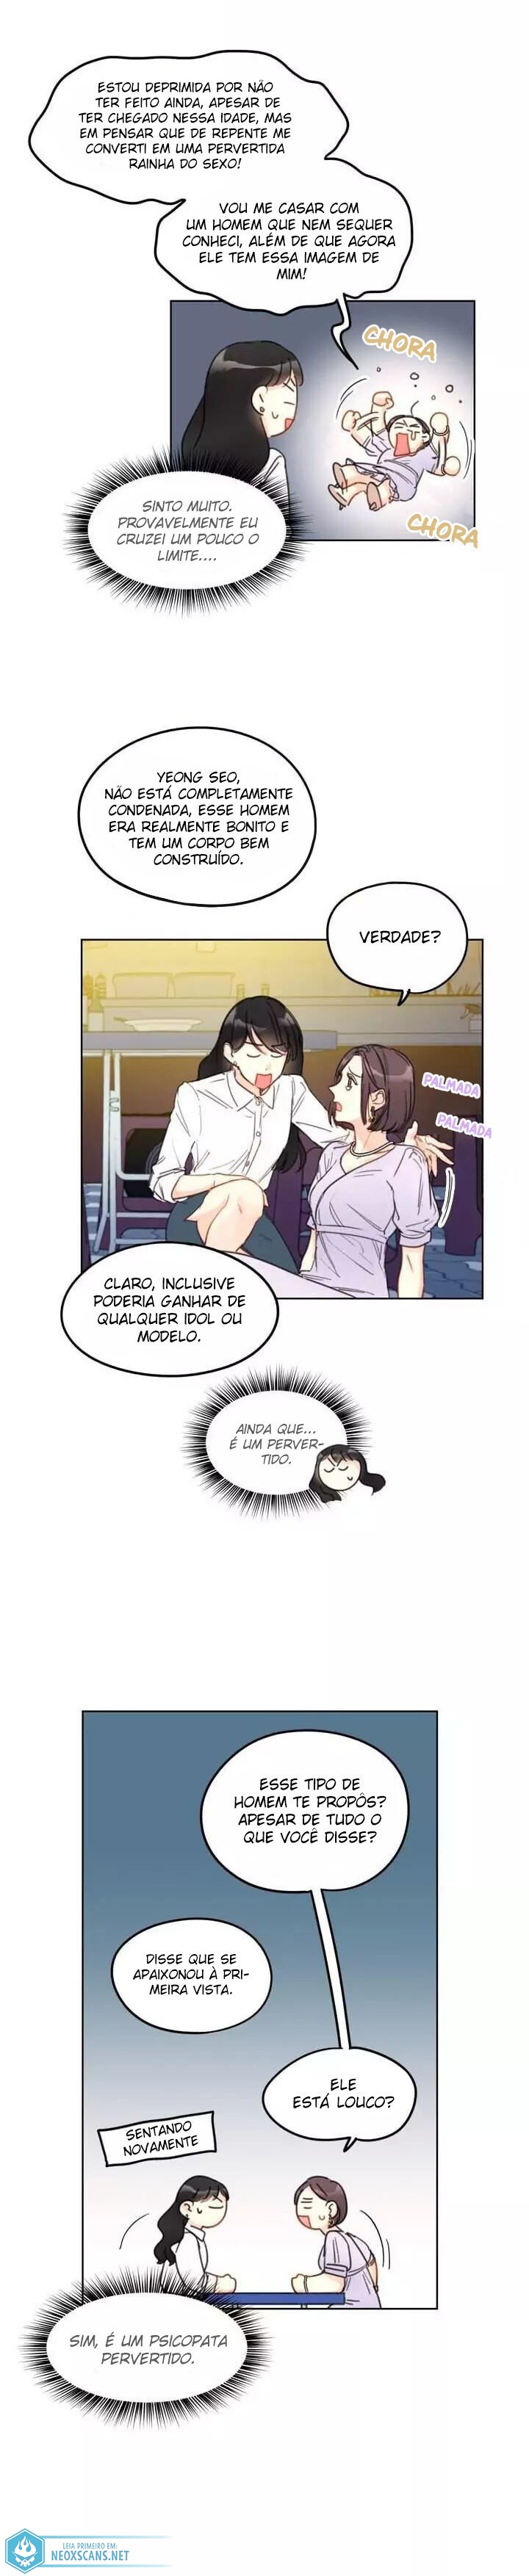 ESTOU DEPRIMIDA POR NÃO
TER FEITO AINDA, APESAR DE
TER CHEGADO NESSA IDADE, MAS
EM PENSAR QUE DE REPENTE ME
CONVERTI EM UMA PERVERTIDA
RAINHA DO SEXO!
VOU ME CASAR COM
UM HOMEM QUE NEM SEQUER
CONHECI, ALÉM DE QUE AGORA
ELE TEM ESSA IMAGEM DE
MIM!
CHORA
SINTO MUITO.
PROVAVELMENTE EU
CRUZEI UM POUCO O
LIMITE....
CHORA
YEONG SEO,
NÃO ESTÁ COMPLETAMENTE
CONDENADA, ESSE HOMEM
ERA REALMENTE BONITO E
TEM UM CORPO BEM
CONSTRUÍDO.
VERDADE?
PALMADA
PALMADA
CLARO, INCLUSIVE
PODERIA GANHAR DE
QUALQUER IDOL OU
MODELO.
AINDA QUE...
É UM PERVER-
TIDO.
ESSE TIPO DE
HOMEM TE PROPÔS?
APESAR DE TUDO O
QUE VOCÊ DISSE?
DISSE QUE SE
APAIXONOU À PRI-
MEIRA VISTA.
ELE
ESTÁ LOUCO?
SENTANDO
NOVAMENTE
SIM, É UM PSICOPATA
PERVERTIDO.
LEIA PRIMEIRO EM:
NEOXSCANS.NET